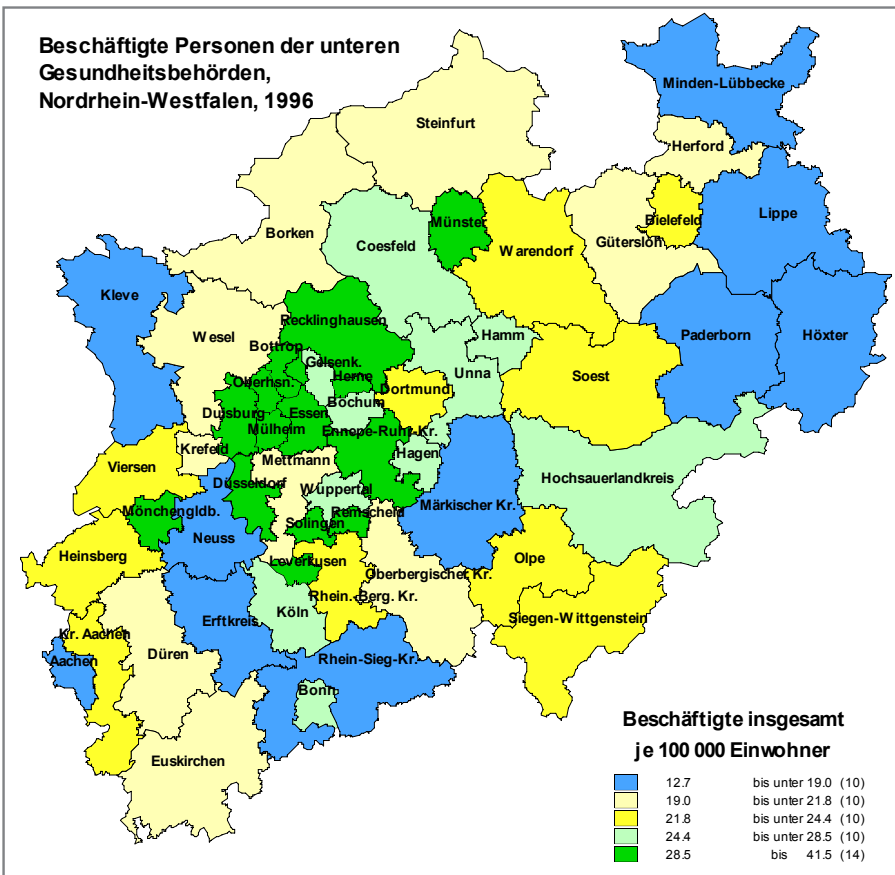 Beschäftigte Personen der unteren
Gesundheitsbehörden,
Nordrhein-Westfalen, 1996
Minden-Lübbecke
Steinfurt
Herford
Borken
Münster
Bielefeld
Lippe
Coesfeld
Warendorf
Gütersloh
Kleve
Recklinghausen
Wesel
Hamm
Paderborn
Höxter
Bottrop
Gelsenk.
Unna
Soest
Oberhsn.
Herne
Dortmund
Duisburg
Essen
Bochum
Mülheim
Ennepe-Ruhr-Kr.
Krefeld
Hagen
Viersen
Mettmann
Hochsauerlandkreis
Düsseldorf
Wuppertal
Mönchengldb.
Märkischer Kr.
Solingen
Remscheid
Neuss
Heinsberg
Leverkusen
Olpe
Oberbergischer Kr.
Rhein.-Berg. Kr.
Köln
Erftkreis
Siegen-Wittgenstein
Kr. Aachen
Düren
Aachen
Rhein-Sieg-Kr.
Bonn
Euskirchen
Beschäftigte insgesamt
je 100 000 Einwohner
12.7 bis unter 19.0 (10)
19.0 bis unter 21.8 (10)
21.8 bis unter 24.4 (10)
24.4 bis unter 28.5 (10)
28.5 bis 41.5 (14)